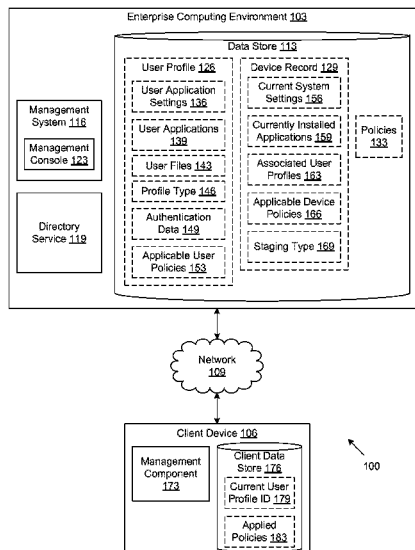 Enterprise Computing Environment 103
Data Store 113
Management
System 116
Management
Console 123
Directory
Service 119
User Profile 126
User Application
Settings 136
User Applications
139
User Files 143
Profile Type 146
Authentication
Data 149
Applicable User
Policies 153
Device Record 129
Current System
Settings 156
Currently Installed
Applications 159
Associated User
Profiles 163
Applicable Device
Policies 166
Staging Type 169
Policies
133
Network
109
Client Device 106
Management
Component
173
Client Data
Store 176
Current User
Profile ID 179
Applied
Policies 183
100